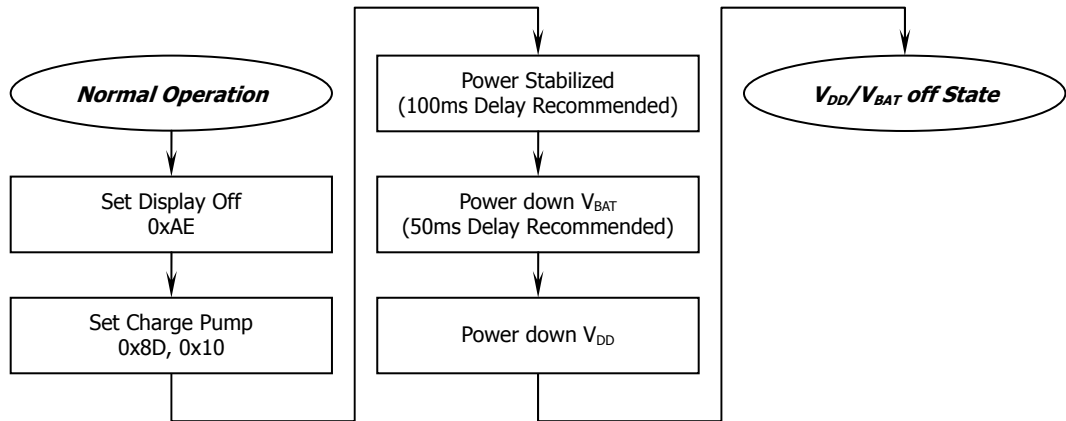 Normal Operation
Set Display Off
0xAE
Set Charge Pump
0x8D, 0x10
Power Stabilized
(100ms Delay Recommended)
Power down VBAT
(50ms Delay Recommended)
Power down VDD
VDD/VBAT off State